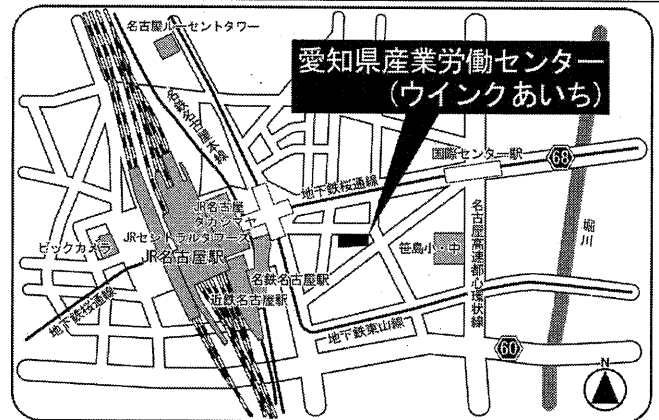 名古屋ルーセントタワー
愛知県産業労働センター
(ウインクあいち)
名鉄名古屋本線
国際センター駅
68
地下鉄桜通線
JR名古屋
タカシマヤ
JRセントラルタワーズ
ビックカメラ
JR名古屋駅
笹島小・中
名古屋高速都心環状線
堀川
名鉄名古屋駅
近鉄名古屋駅
地下鉄桜通線
地下鉄東山線
60
N